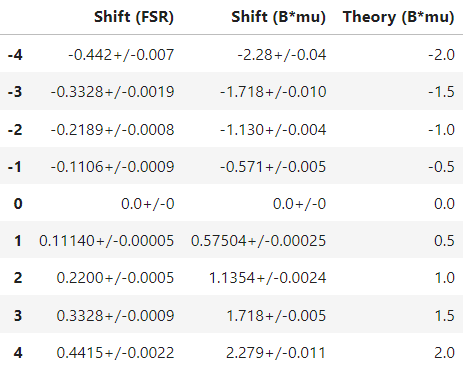 Shift (FSR) Shift (B*mu) Theory (B*mu)
-4 -0.442+/-0.007 -2.28+/-0.04 -2.0
-3 -0.3328+/-0.0019 -1.718+/-0.010 -1.5
-2 -0.2189+/-0.0008 -1.130+/-0.004 -1.0
-1 -0.1106+/-0.0009 -0.571+/-0.005 -0.5
0 0.0+/-0 0.0+/-0 0.0
1 0.11140+/-0.00005 0.57504+/-0.00025 0.5
2 0.2200+/-0.0005 1.1354+/-0.0024 1.0
3 0.3328+/-0.0009 1.718+/-0.005 1.5
4 0.4415+/-0.0022 2.279+/-0.011 2.0